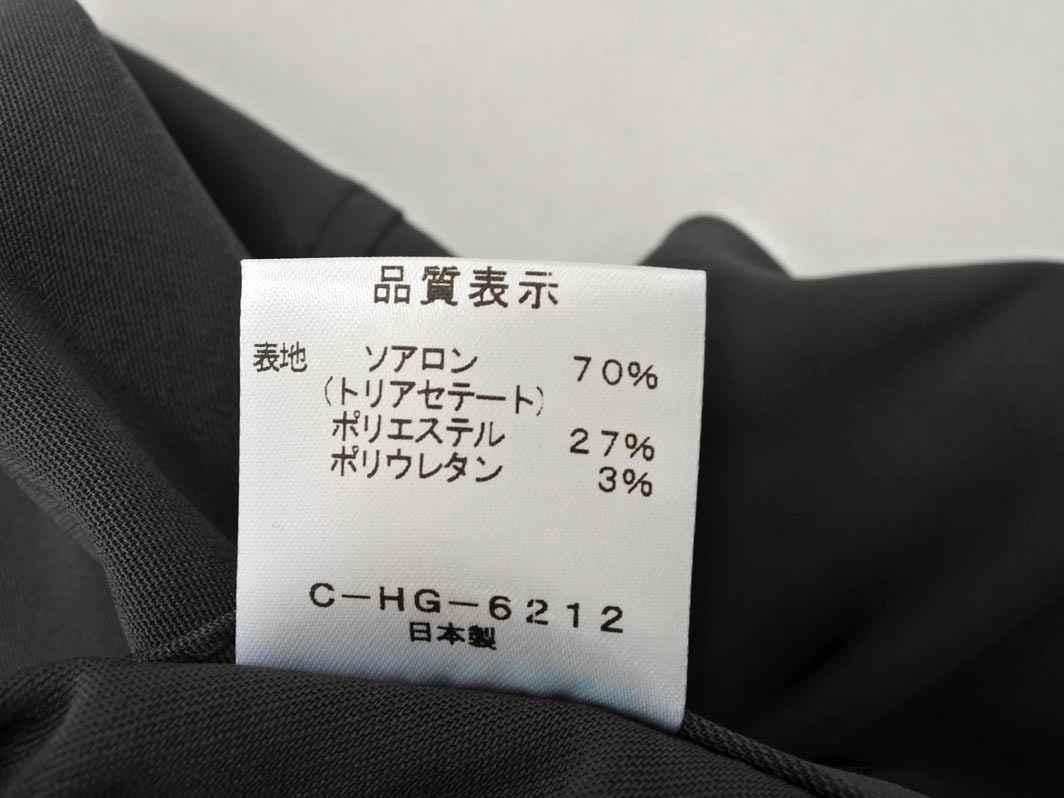 品質表示
表地 ソアロン 70%
(トリアセテート)
ポリエステル 27%
ポリウレタン 3%
C-HG-6212
日本製